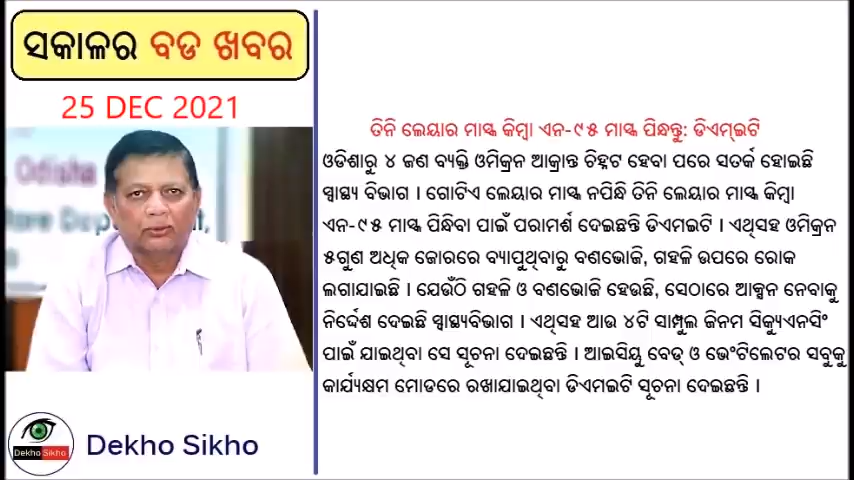 ସକାଳର ବଡ ଖବର
25 DEC 2021
Odisha
Dekho Sikho
Dekho Sikho
ତିନି ଲେୟାର ମାସ୍କ କିମ୍ବା ଏନ-୯୫ ମାସ୍କ ପିନ୍ଧନ୍ତୁ: ଡିଏମ୍ଇଟି
ଓଡିଶାରୁ ୪ ଜଣ ବ୍ୟକ୍ତି ଓମିକ୍ରନ ଆକ୍ରାନ୍ତ ଚିହ୍ନଟ ହେବା ପରେ ସତର୍କ ହୋଇଛି
ସ୍ୱାସ୍ଥ୍ୟ ବିଭାଗ । ଗୋଟିଏ ଲେୟାର ମାସ୍କ ନପିନ୍ଧି ତିନି ଲେୟାର ମାସ୍କ କିମ୍ବା
ଏନ-୯୫ ମାସ୍କ ପିନ୍ଧିବା ପାଇଁ ପରାମର୍ଶ ଦେଇଛନ୍ତି ଡିଏମଇଟି । ଏଥିସହ ଓମିକ୍ରନ
୫ଗୁଣ ଅଧିକ ଜୋରରେ ବ୍ୟାପୁଥିବାରୁ ବଣଭୋଜି, ଗହଳି ଉପରେ ରୋକ
ଲଗାଯାଇଛି । ଯେଉଁଠି ଗହଳି ଓ ବଣଭୋଜି ହେଉଛି, ସେଠାରେ ଆକ୍ସନ ନେବାକୁ
ନିର୍ଦ୍ଦେଶ ଦେଇଛି ସ୍ୱାସ୍ଥ୍ୟବିଭାଗ । ଏଥିସହ ଆଉ ୪ଟି ସାମ୍ପୁଲ ଜିନମ ସିକ୍ୟୁଏନସିଂ
ପାଇଁ ଯାଇଥିବା ସେ ସୂଚନା ଦେଇଛନ୍ତି । ଆଇସିୟୁ ବେଡ୍ ଓ ଭେଂଟିଲେଟର ସବୁକୁ
କାର୍ଯ୍ୟକ୍ଷମ ମୋଡରେ ରଖାଯାଇଥିବା ଡିଏମଇଟି ସୂଚନା ଦେଇଛନ୍ତି ।